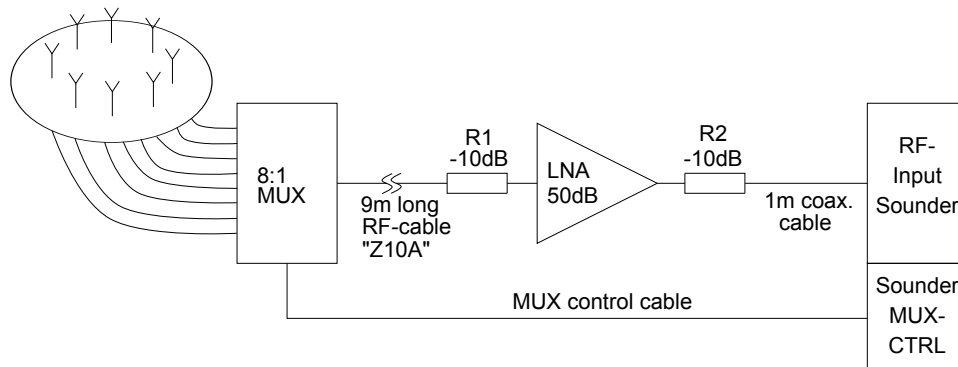 8:1
MUX
9m long
RF-cable
"Z10A"
R1
-10dB
LNA
50dB
R2
-10dB
1m coax.
cable
RF-
Input
Sounder
MUX control cable
Sounder
MUX-
CTRL